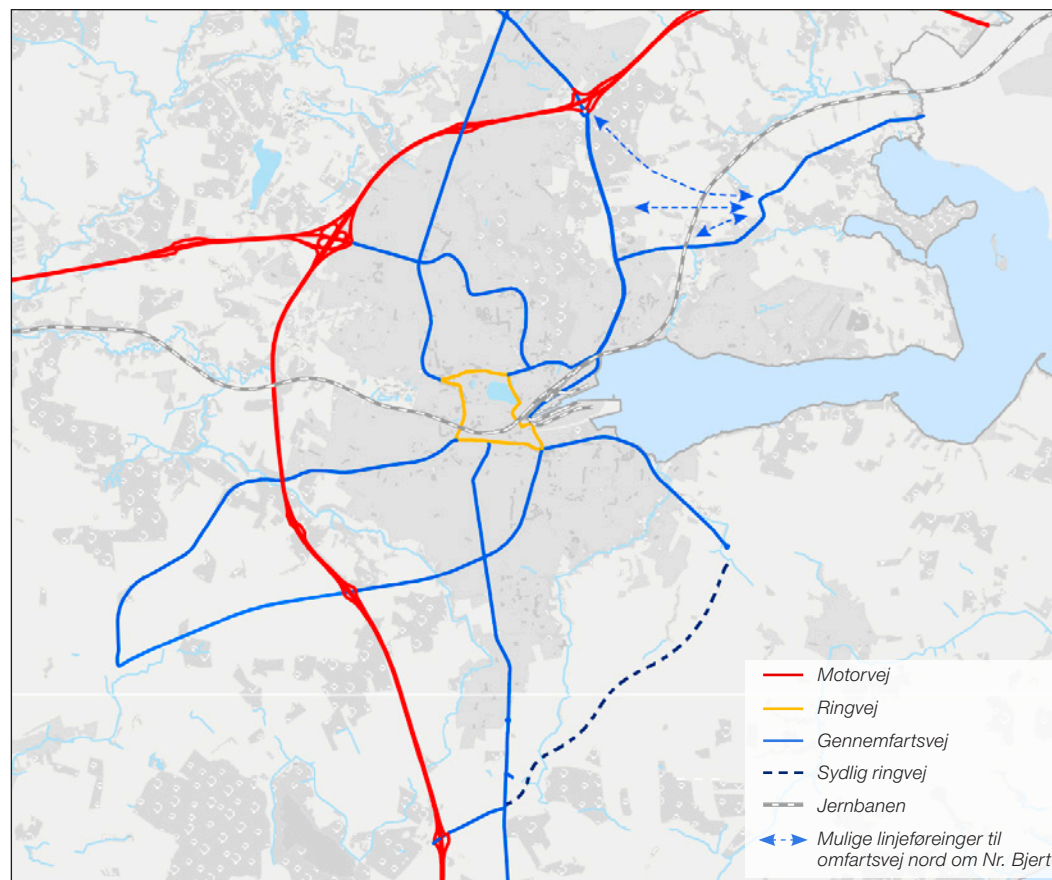 Motorvej
Ringvej
Gennemfartsvej
Sydlig ringvej
Jernbanen
Mulige linjeføreinger til
omfartsvej nord om Nr. Bjert